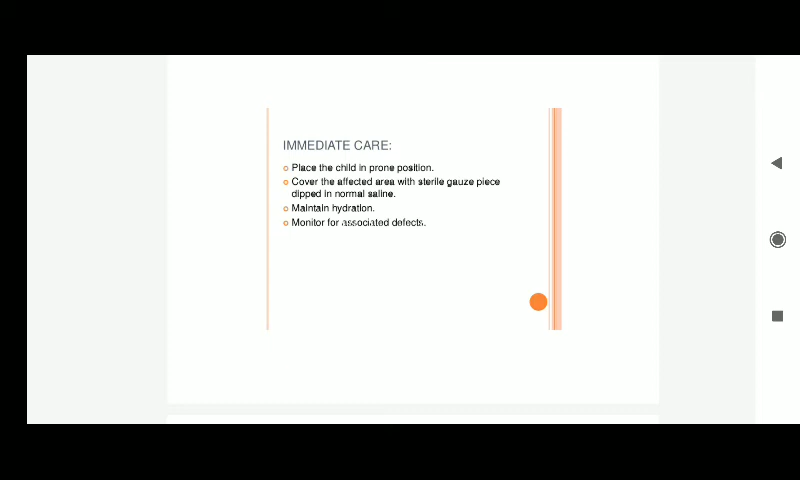 IMMEDIATE CARE:
Place the child in prone position.
Cover the affected area with sterile gauze piece
dipped in normal saline.
Maintain hydration.
Monitor for associated defects.